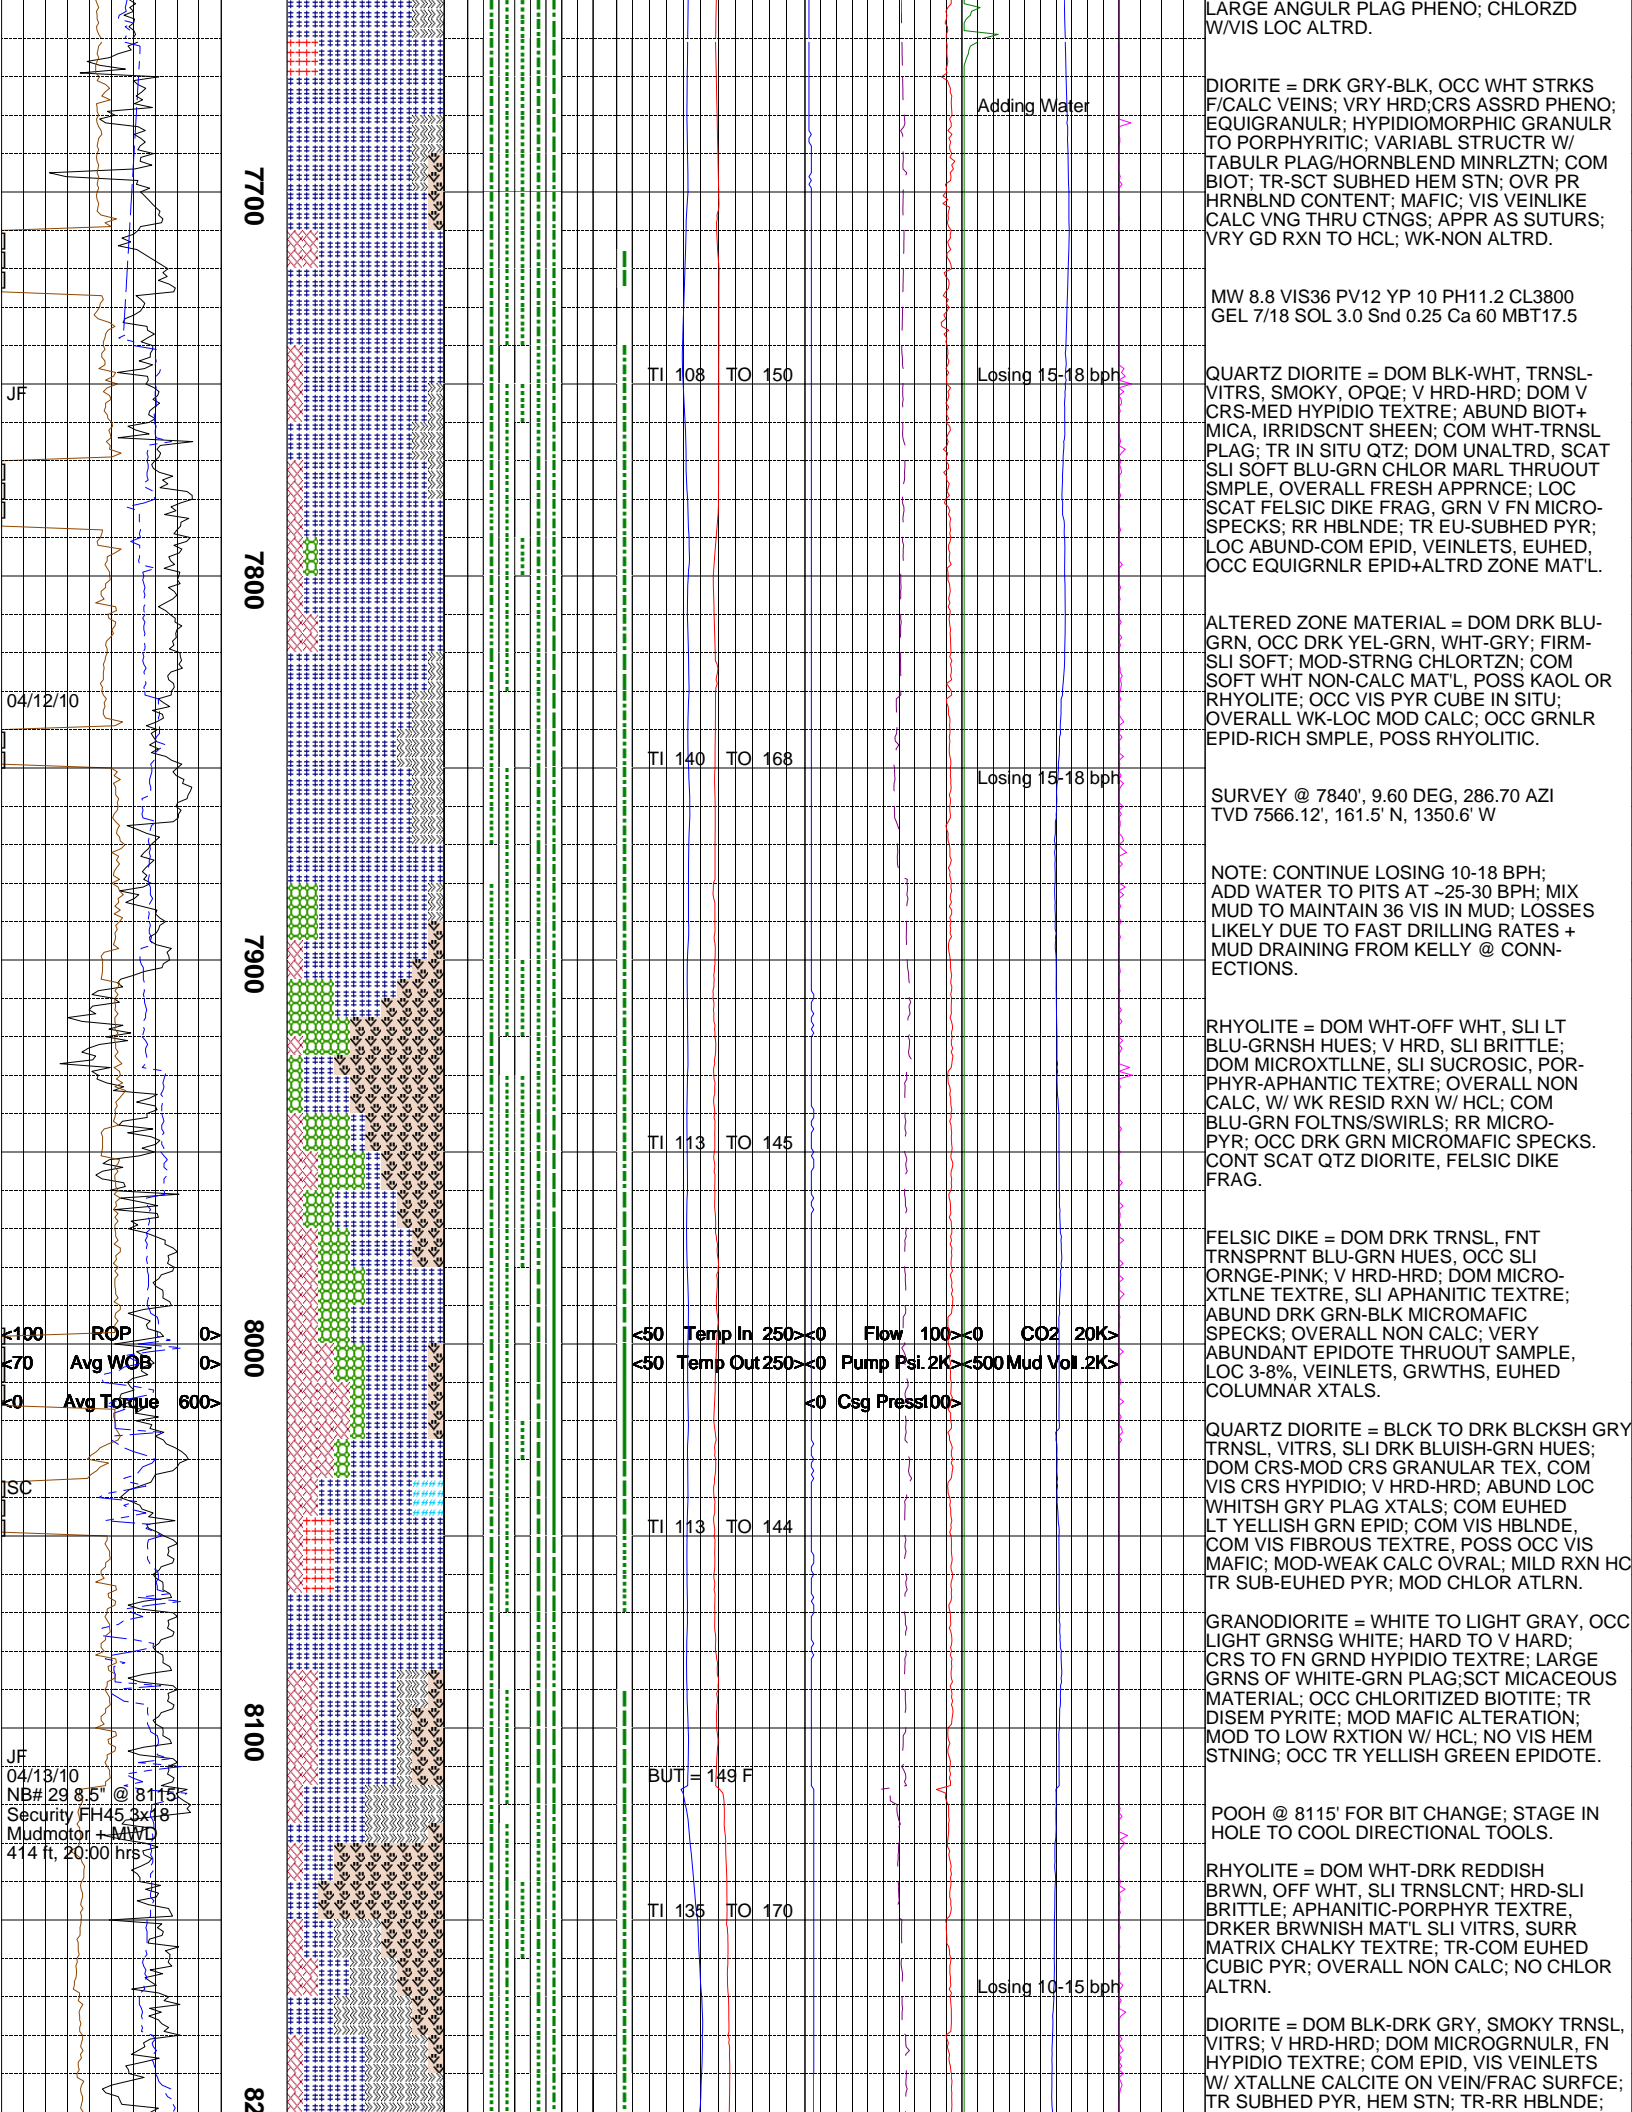 LARGE ANGULR PLAG PHENO; CHLORZD
W/VIS LOC ALTRD.
Adding Water
DIORITE = DRK GRY-BLK, OCC WHT STRKS
F/CALC VEINS; VRY HRD;CRS ASSRD PHENO;
EQUIGRANULR; HYPIDIOMORPHIC GRANULR
TO PORPHYRITIC; VARIABL STRUCTR W/
TABULR PLAG/HORNBLEND MINRLZTN; COM
BIOT; TR-SCT SUBHED HEM STN; OVR PR
HRNBLND CONTENT; MAFIC; VIS VEINLIKE
CALC VNG THRU CTNGS; APPR AS SUTURS;
VRY GD RXN TO HCL; WK-NON ALTRD.
7700
MW 8.8 VIS36 PV12 YP 10 PH11.2 CL3800
GEL 7/18 SOL 3.0 Snd 0.25 Ca 60 MBT17.5
JF
TI 108 TO 150
Losing 15-18 bph
QUARTZ DIORITE = DOM BLK-WHT, TRNSL-
VITRS, SMOKY, OPQE; V HRD-HRD; DOM V
CRS-MED HYPIDIO TEXTRE; ABUND BIOT+
MICA, IRRIDSCNT SHEEN; COM WHT-TRNSL
PLAG; TR IN SITU QTZ; DOM UNALTRD, SCAT
SLI SOFT BLU-GRN CHLOR MARL THRUOUT
SMPLE, OVERALL FRESH APPRNCE; LOC
SCAT FELSIC DIKE FRAG, GRN V FN MICRO-
SPECKS; RR HBLNDE; TR EU-SUBHED PYR;
LOC ABUND-COM EPID, VEINLETS, EUHED,
OCC EQUIGRNLR EPID+ALTRD ZONE MAT'L.
7800
ALTERED ZONE MATERIAL = DOM DRK BLU-
GRN, OCC DRK YEL-GRN, WHT-GRY; FIRM-
SLI SOFT; MOD-STRNG CHLORTZN; COM
SOFT WHT NON-CALC MAT'L, POSS KAOL OR
RHYOLITE; OCC VIS PYR CUBE IN SITU;
OVERALL WK-LOC MOD CALC; OCC GRNLR
EPID-RICH SMPLE, POSS RHYOLITIC.
04/12/10
TI 140 TO 168
Losing 15-18 bph
SURVEY @ 7840', 9.60 DEG, 286.70 AZI
TVD 7566.12', 161.5' N, 1350.6' W
NOTE: CONTINUE LOSING 10-18 BPH;
ADD WATER TO PITS AT ~25-30 BPH; MIX
MUD TO MAINTAIN 36 VIS IN MUD; LOSSES
LIKELY DUE TO FAST DRILLING RATES +
MUD DRAINING FROM KELLY @ CONN-
ECTIONS.
7900
RHYOLITE = DOM WHT-OFF WHT, SLI LT
BLU-GRNSH HUES; V HRD, SLI BRITTLE;
DOM MICROXTLLNE, SLI SUCROSIC, POR-
PHYR-APHANTIC TEXTRE; OVERALL NON
CALC, W/ WK RESID RXN W/ HCL; COM
BLU-GRN FOLTNS/SWIRLS; RR MICRO-
PYR; OCC DRK GRN MICROMAFIC SPECKS.
CONT SCAT QTZ DIORITE, FELSIC DIKE
FRAG.
TI 113 TO 145
FELSIC DIKE = DOM DRK TRNSL, FNT
TRNSPRNT BLU-GRN HUES, OCC SLI
ORNGE-PINK; V HRD-HRD; DOM MICRO-
XTLNE TEXTRE, SLI APHANITIC TEXTRE;
ABUND DRK GRN-BLK MICROMAFIC
SPECKS; OVERALL NON CALC; VERY
ABUNDANT EPIDOTE THRUOUT SAMPLE,
LOC 3-8%, VEINLETS, GRWTHS, EUHED
COLUMNAR XTALS.
<100 ROP 0>
<70 Avg WOB 0>
<0 Avg Torque 600>
8000
<50 Temp In 250><0 Flow 100><0 CO2 20K>
<50 Temp Out 250><0 Pump Psi. 2K><500 Mud Vol .2K>
<0 Csg Press100>
QUARTZ DIORITE = BLCK TO DRK BLCKSH GRY
TRNSL, VITRS, SLI DRK BLUISH-GRN HUES;
DOM CRS-MOD CRS GRANULAR TEX, COM
VIS CRS HYPIDIO; V HRD-HRD; ABUND LOC
WHITSH GRY PLAG XTALS; COM EUHED
LT YELLISH GRN EPID; COM VIS HBLNDE,
COM VIS FIBROUS TEXTRE, POSS OCC VIS
MAFIC; MOD-WEAK CALC OVRAL; MILD RXN HC
TR SUB-EUHED PYR; MOD CHLOR ATLRN.
SC
TI 113 TO 144
GRANODIORITE = WHITE TO LIGHT GRAY, OCC
LIGHT GRNSG WHITE; HARD TO V HARD;
CRS TO FN GRND HYPIDIO TEXTRE; LARGE
GRNS OF WHITE-GRN PLAG;SCT MICACEOUS
MATERIAL; OCC CHLORITIZED BIOTITE; TR
DISEM PYRITE; MOD MAFIC ALTERATION;
MOD TO LOW RXTION W/ HCL; NO VIS HEM
STNING; OCC TR YELLISH GREEN EPIDOTE.
8100
JF
04/13/10
NB# 29 8.5" @ 8115'
Security FH45 3x18
Mudmotor + MWD
414 ft, 20:00 hrs
BUT = 149 F
POOH @ 8115' FOR BIT CHANGE; STAGE IN
HOLE TO COOL DIRECTIONAL TOOLS.
RHYOLITE = DOM WHT-DRK REDDISH
BRWN, OFF WHT, SLI TRNSLCNT; HRD-SLI
BRITTLE; APHANITIC-PORPHYR TEXTRE,
DRKER BRWNISH MAT'L SLI VITRS, SURR
MATRIX CHALKY TEXTRE; TR-COM EUHED
CUBIC PYR; OVERALL NON CALC; NO CHLOR
ALTRN.
TI 135 TO 170
Losing 10-15 bph
DIORITE = DOM BLK-DRK GRY, SMOKY TRNSL,
VITRS; V HRD-HRD; DOM MICROGRNULR, FN
HYPIDIO TEXTRE; COM EPID, VIS VEINLETS
W/ XTALLNE CALCITE ON VEIN/FRAC SURFCE;
TR SUBHED PYR, HEM STN; TR-RR HBLNDE;
82